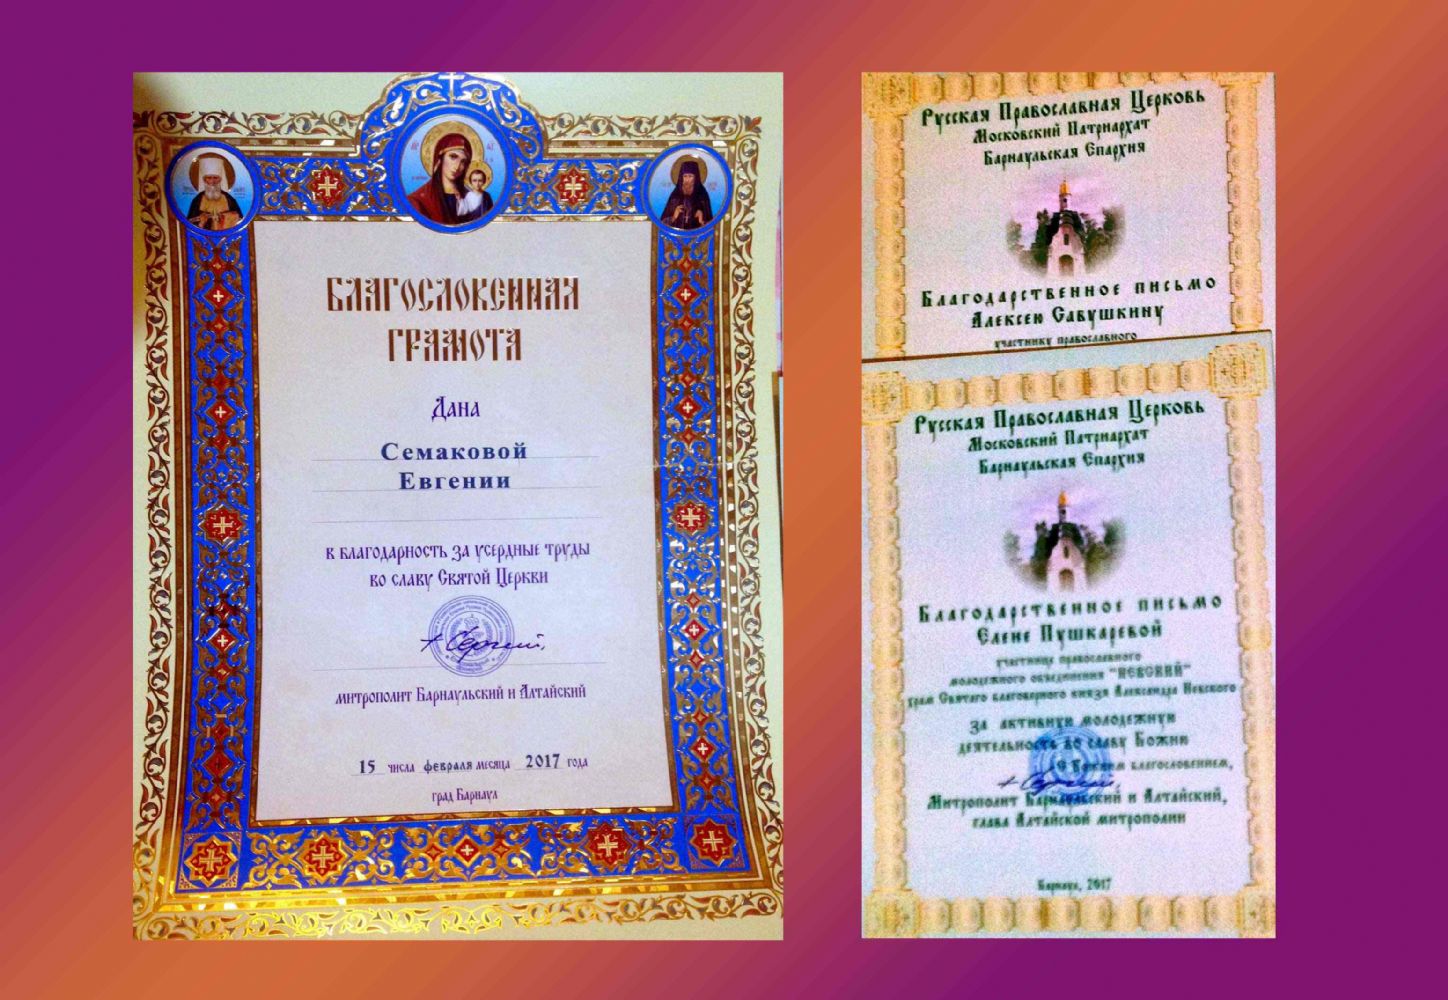 БЛАГОСЛОВЕННАЯ
ГРАМОТА
Дана
Семаковой
Евгении
в благодарность за усердные труды
во славу Святой Церкви
митрополит Барнаульский и Алтайский
15 числа февраля месяца 2017 года
град Барнаул
Русская Православная Церковь
Московский Патриархат
Барнаульская Епархия
Благодарственное письмо
Алексею Савушкину
участнику православного
Русская Православная Церковь
Московский Патриархат
Барнаульская Епархия
Благодарственное письмо
Елене Пушкаревой
участнице православного
молодежного объединения "НЕВСКИЙ"
храм Святого благоверного князя Александра Невского
за активную молодежную
деятельность во славу Божию
С Божиим благословением,
Митрополит Барнаульский и Алтайский,
глава Алтайской митрополии
Барнаул, 2017